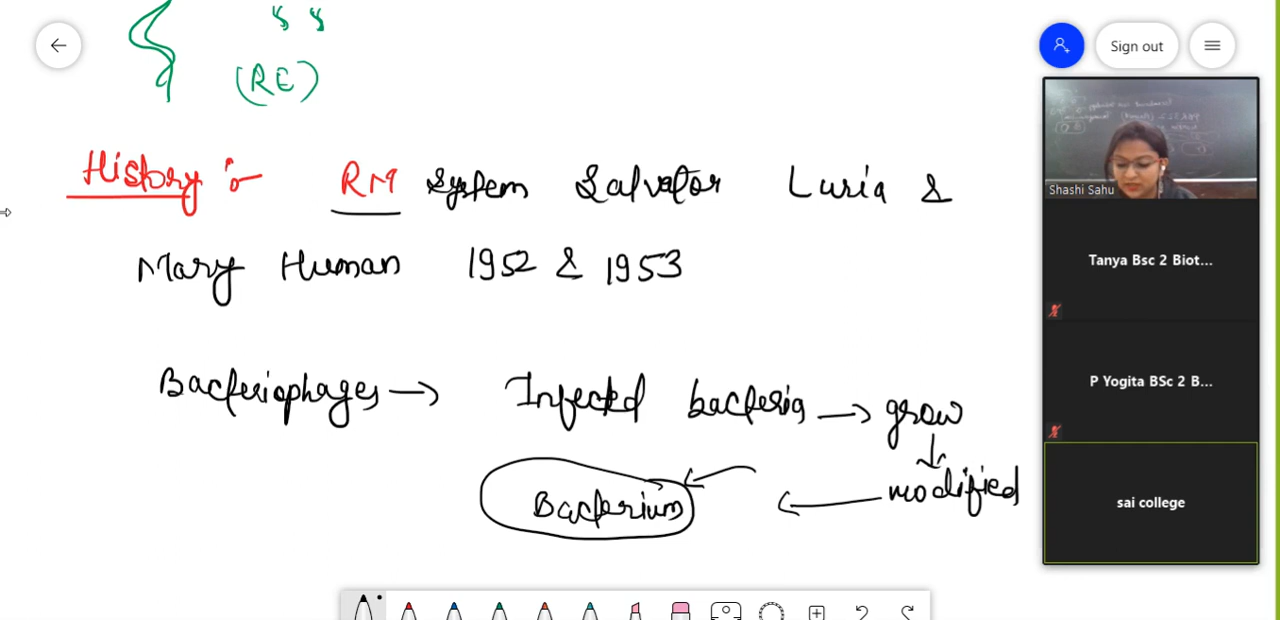 (RE)
Sign out
History :- RM System Salvator Luria &
Shashi Sahu
Mary Human 1952 & 1953
Tanya Bsc 2 Biot...
Bacteriophages → Infected bacteria → grow
P Yogita BSc 2 B...
↓
Bacterium ← modified
sai college